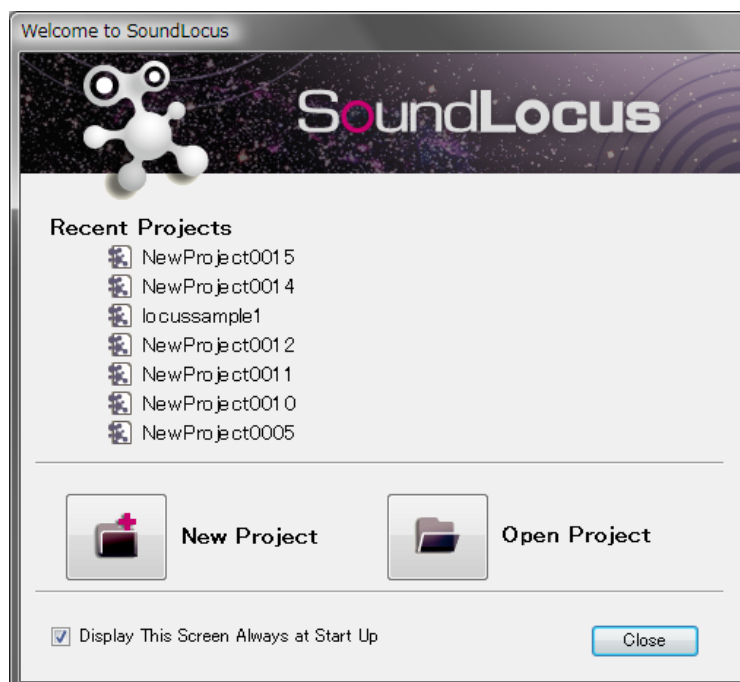 Welcome to SoundLocus
SoundLocus
Recent Projects
NewProject0015
NewProject0014
locussample1
NewProject0012
NewProject0011
NewProject0010
NewProject0005
New Project
Open Project
Display This Screen Always at Start Up
Close